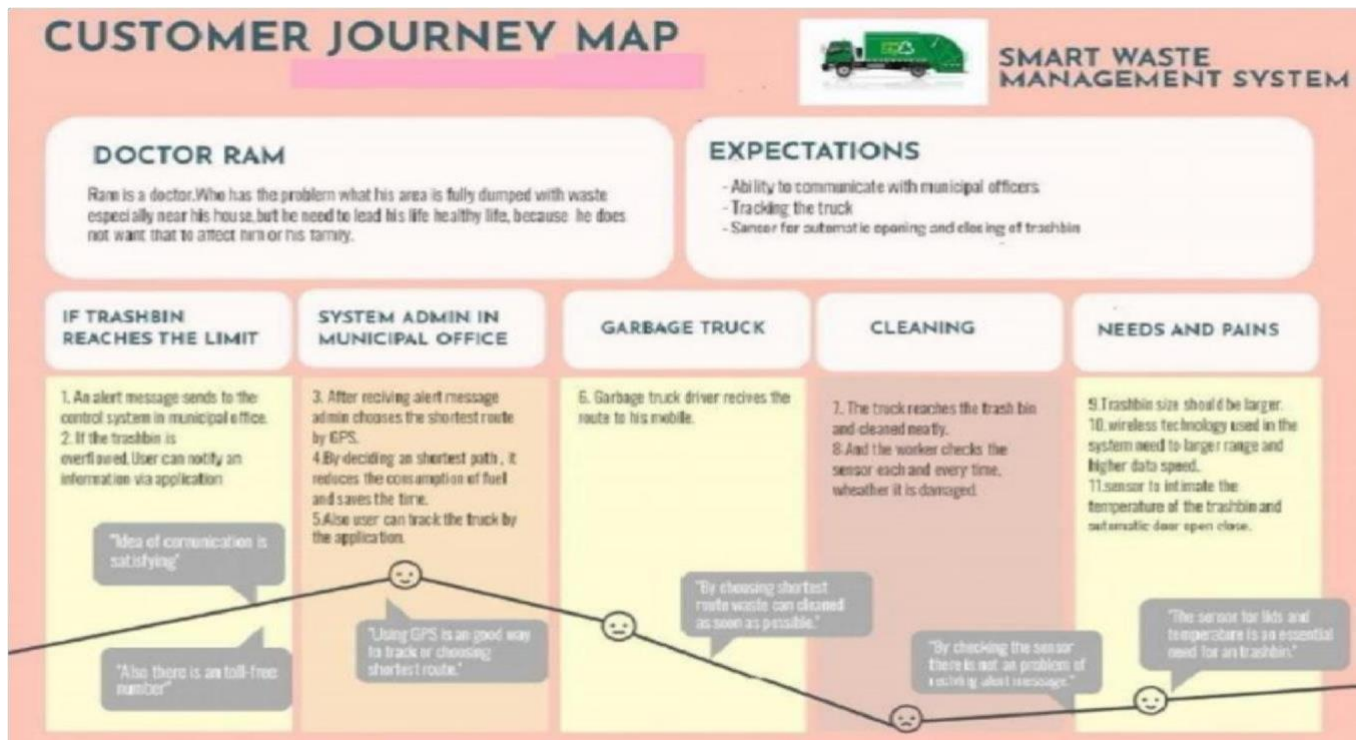 CUSTOMER JOURNEY MAP
SMART WASTE
MANAGEMENT SYSTEM
DOCTOR RAM
Ram is a doctor.Who has the problem what his area is fully dumped with waste
especially near his house.but he need to lead his life healthy life, because he does
not want that to affect him or his family.
EXPECTATIONS
- Ability to communicate with municipal officers
- Tracking the truck
- Sensor for automatic opening and closing of trashbin
IF TRASHBIN
REACHES THE LIMIT
1. An alert message sends to the
control system in municipal office.
2. If the trashbin is
overflowed.User can notify an
information via application
"Idea of comunication is
satisfying"
"Also there is an toll-free
number"
SYSTEM ADMIN IN
MUNICIPAL OFFICE
3. After reciving alert message
admin chooses the shortest route
by GPS.
4.By deciding an shortest path , it
reduces the consumption of fuel
and saves the time.
5.Also user can track the truck by
the application.
"Using GPS is an good way
to track or choosing
shortest route."
GARBAGE TRUCK
6. Garbage truck driver recives the
route to his mobile.
"By choosing shortest
route waste can cleaned
as soon as possible."
CLEANING
7. The truck reaches the trash bin
and cleaned neatly.
8.And the worker checks the
sensor each and every time,
wheather it is damaged.
"By checking the sensor
there is not an problem of
reciving alert message."
NEEDS AND PAINS
9.Trashbin size should be larger.
10. wireless technology used in the
system need to larger range and
higher data speed.
11.sensor to intimate the
temperature of the trashbin and
automatic door open close.
"The sensor for lids and
temperature is an essential
need for an trashbin."